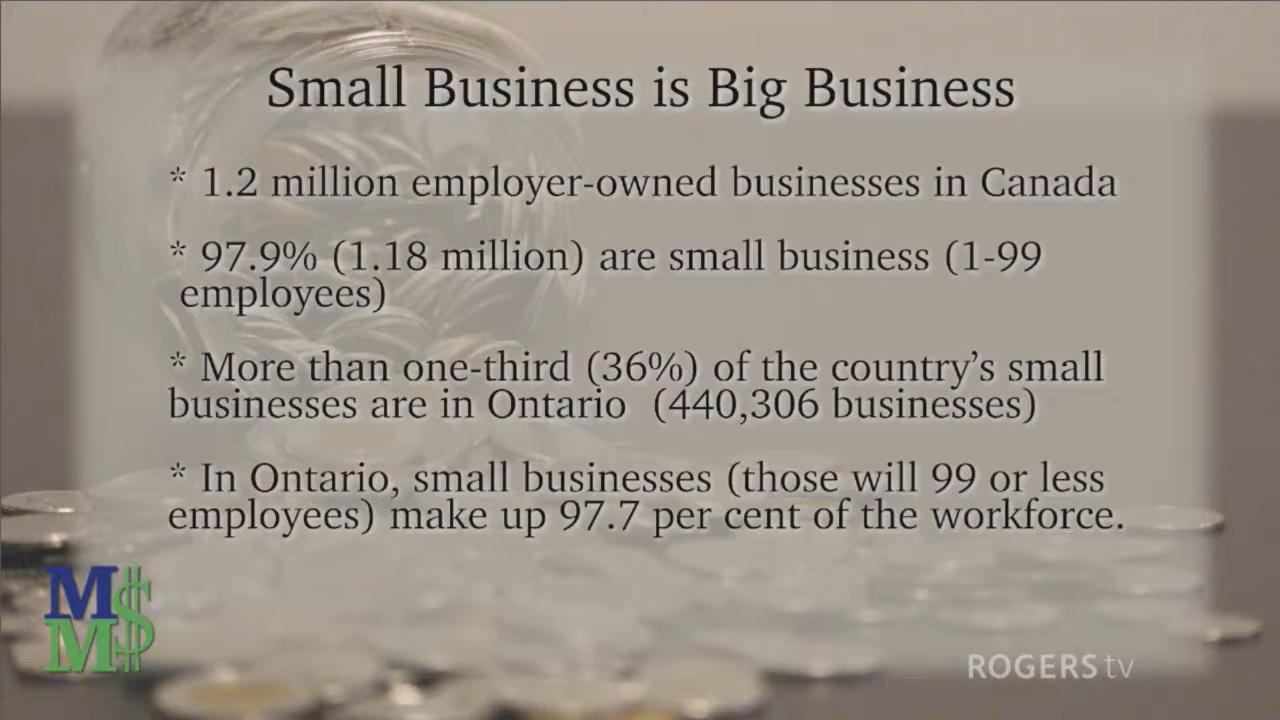 Small Business is Big Business
* 1.2 million employer-owned businesses in Canada
* 97.9% (1.18 million) are small business (1-99
employees)
* More than one-third (36%) of the country’s small
businesses are in Ontario (440,306 businesses)
* In Ontario, small businesses (those will 99 or less
employees) make up 97.7 per cent of the workforce.
M$
M
ROGERS tv